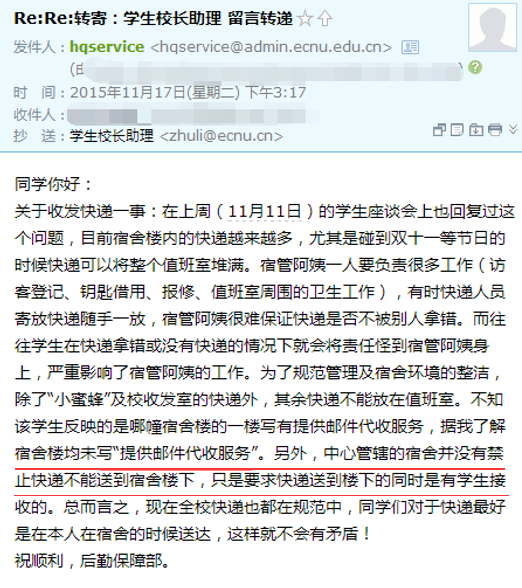 Re:Re:转寄：学生校长助理 留言转递
发件人：hqservice <hqservice@admin.ecnu.edu.cn>
(由
时　间：2015年11月17日(星期二) 下午3:17
收件人：
抄　送：学生校长助理 <zhuli@ecnu.cn>
同学你好：
关于收发快递一事：在上周（11月11日）的学生座谈会上也回复过这
个问题，目前宿舍楼内的快递越来越多，尤其是碰到双十一等节日的
时候快递可以将整个值班室堆满。宿管阿姨一人要负责很多工作（访
客登记、钥匙借用、报修、值班室周围的卫生工作），有时快递人员
寄放快递随手一放，宿管阿姨很难保证快递是否不被别人拿错。而往
往学生在快递拿错或没有快递的情况下就会将责任怪到宿管阿姨身
上，严重影响了宿管阿姨的工作。为了规范管理及宿舍环境的整洁，
除了“小蜜蜂”及校收发室的快递外，其余快递不能放在值班室。不知
该学生反映的是哪幢宿舍楼的一楼写有提供邮件代收服务，据我了解
宿舍楼均未写“提供邮件代收服务”。另外，中心管辖的宿舍并没有禁
止快递不能送到宿舍楼下，只是要求快递送到楼下的同时是有学生接
收的。总而言之，现在全校快递也都在规范中，同学们对于快递最好
是在本人在宿舍的时候送达，这样就不会有矛盾！
祝顺利，后勤保障部。